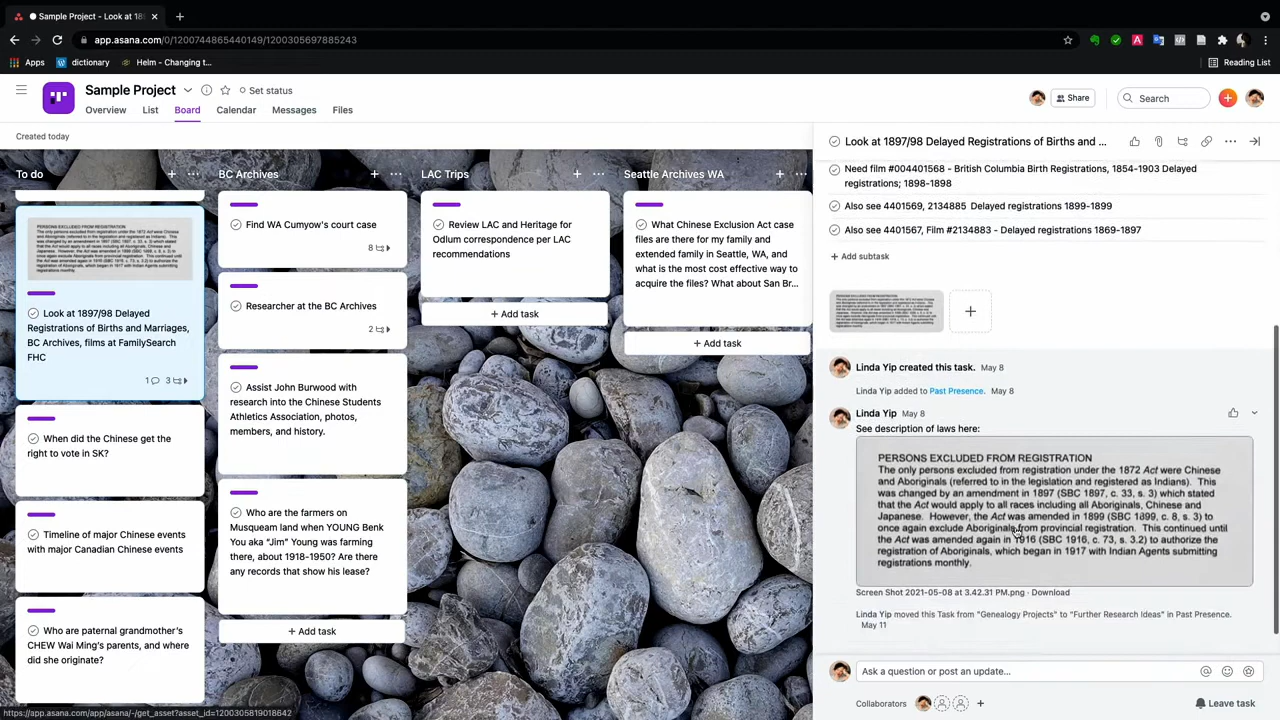 Sample Project - Look at 18
app.asana.com/0/1200744865440149/1200305697885243
Apps
dictionary
Helm - Changing t...
Reading List
Sample Project
Set status
Overview
List
Board
Calendar
Messages
Files
Share
Search
Created today
To do
PERSONS EXCLUDED FROM REGISTRATION
Look at 1897/98 Delayed
Registrations of Births and Marriages,
BC Archives, films at FamilySearch
FHC
1
3
When did the Chinese get the
right to vote in SK?
Timeline of major Chinese events
with major Canadian Chinese events
Who are paternal grandmother's
CHEW Wai Ming's parents, and where
did she originate?
BC Archives
Find WA Cumyow's court case
8
Researcher at the BC Archives
2
Assist John Burwood with
research into the Chinese Students
Athletics Association, photos,
members, and history.
Who are the farmers on
Musqueam land when YOUNG Benk
You aka “Jim” Young was farming
there, about 1918-1950? Are there
any records that show his lease?
+ Add task
LAC Trips
Review LAC and Heritage for
Odlum correspondence per LAC
recommendations
+ Add task
Seattle Archives WA
What Chinese Exclusion Act case
files are there for my family and
extended family in Seattle, WA, and
what is the most cost effective way to
acquire the files? What about San Br...
+ Add task
Look at 1897/98 Delayed Registrations of Births and ...
Need film #004401568 - British Columbia Birth Registrations, 1854-1903 Delayed
registrations; 1898-1898
Also see 4401569, 2134885 Delayed registrations 1899-1899
Also see 4401567, Film #2134883 - Delayed registrations 1869-1897
+ Add subtask
Linda Yip created this task. May 8
Linda Yip added to Past Presence. May 8
Linda Yip May 8
See description of laws here:
PERSONS EXCLUDED FROM REGISTRATION
The only persons excluded from registration under the 1872 Act were Chinese
and Aboriginals (referred to in the legislation and registered as Indians). This
was changed by an amendment in 1897 (SBC 1897, c. 33, s. 3) which stated
that the Act would apply to all races including all Aboriginals, Chinese and
Japanese. However, the Act was amended in 1899 (SBC 1899, c. 8, s. 3) to
once again exclude Aboriginals from provincial registration. This continued until
the Act was amended again in 1916 (SBC 1916, c. 73, s. 3.2) to authorize the
registration of Aboriginals, which began in 1917 with Indian Agents submitting
registrations monthly.
Screen Shot 2021-05-08 at 3.42.31 PM.png · Download
Linda Yip moved this Task from "Genealogy Projects" to "Further Research Ideas" in Past Presence.
May 11
Ask a question or post an update...
Collaborators
Leave task
https://app.asana.com/app/asana/-/get_asset?asset_id=1200305819018642